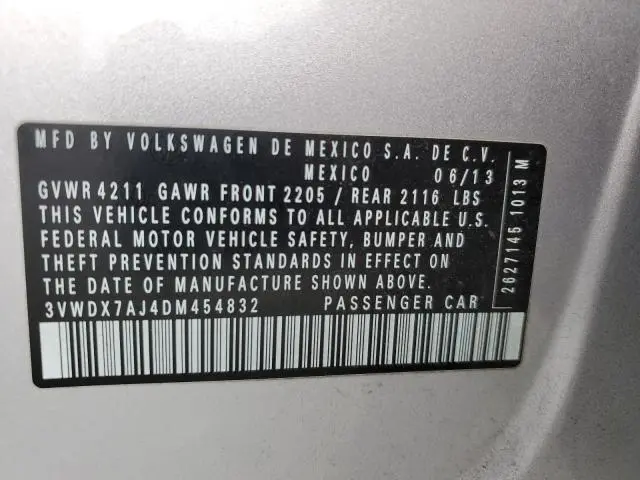 MFD BY VOLKSWAGEN DE MEXICO S.A. DE C.V.
MEXICO 06/13
GVWR 4211 GAWR FRONT 2205 / REAR 2116 LBS
THIS VEHICLE CONFORMS TO ALL APPLICABLE U.S.
FEDERAL MOTOR VEHICLE SAFETY, BUMPER AND
THEFT PREVENTION STANDARDS IN EFFECT ON
THE DATE OF MANUFACTURE SHOWN ABOVE.
3VWDX7AJ4DM454832 PASSENGER CAR
2627145 1013 M